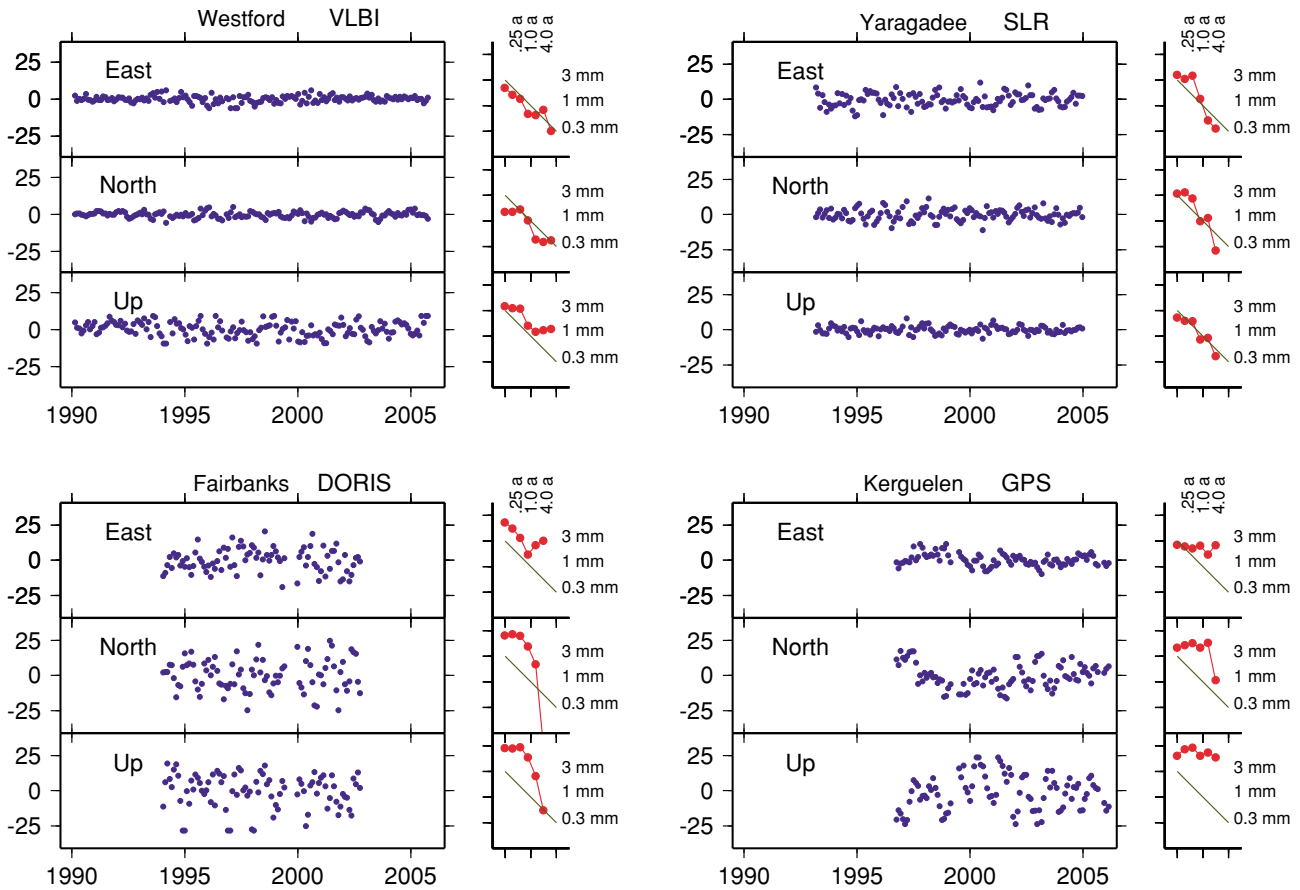 Westford VLBI
.25 a
1.0 a
4.0 a
25
0
-25
East
3 mm
1 mm
0.3 mm
25
0
-25
North
3 mm
1 mm
0.3 mm
25
0
-25
Up
3 mm
1 mm
0.3 mm
1990 1995 2000 2005
Yaragadee SLR
.25 a
1.0 a
4.0 a
25
0
-25
East
3 mm
1 mm
0.3 mm
25
0
-25
North
3 mm
1 mm
0.3 mm
25
0
-25
Up
3 mm
1 mm
0.3 mm
1990 1995 2000 2005
Fairbanks DORIS
.25 a
1.0 a
4.0 a
25
0
-25
East
3 mm
1 mm
0.3 mm
25
0
-25
North
3 mm
1 mm
0.3 mm
25
0
-25
Up
3 mm
1 mm
0.3 mm
1990 1995 2000 2005
Kerguelen GPS
.25 a
1.0 a
4.0 a
25
0
-25
East
3 mm
1 mm
0.3 mm
25
0
-25
North
3 mm
1 mm
0.3 mm
25
0
-25
Up
3 mm
1 mm
0.3 mm
1990 1995 2000 2005